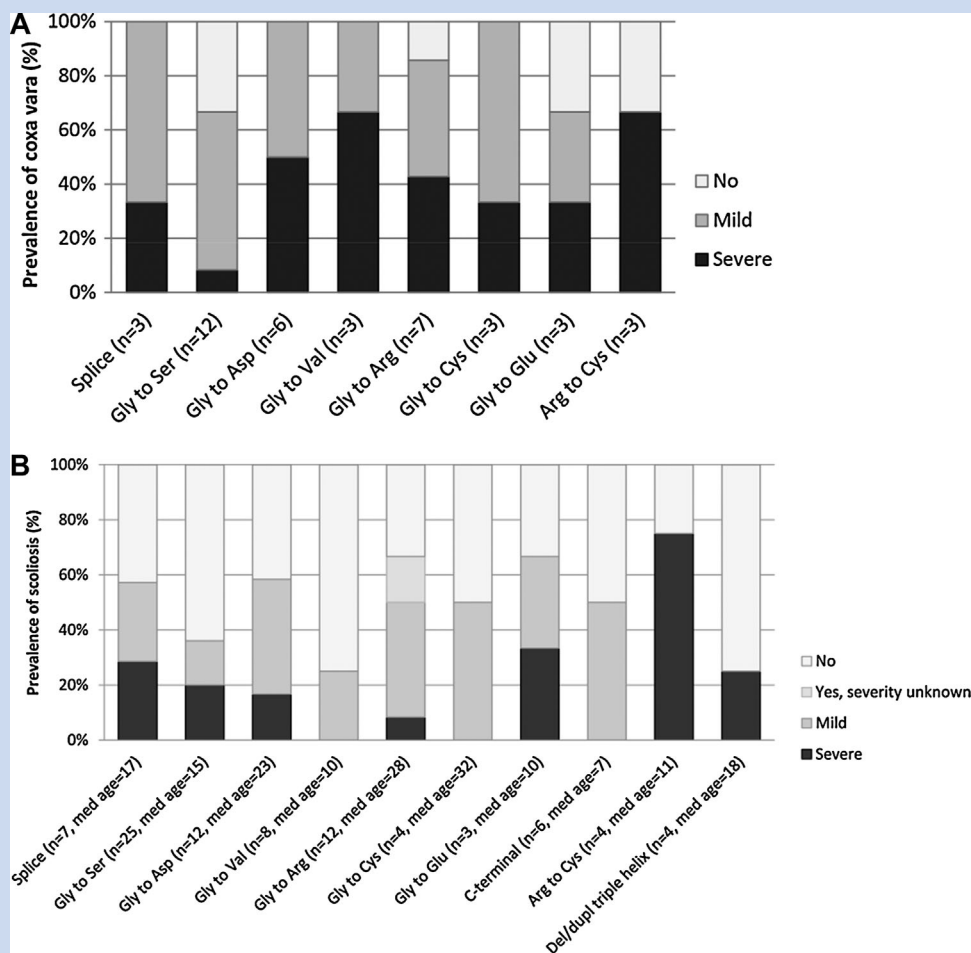 A
Prevalence of coxa vara (%)
100%
80%
60%
40%
20%
0%
Splice (n=3)
Gly to Ser (n=12)
Gly to Asp (n=6)
Gly to Val (n=3)
Gly to Arg (n=7)
Gly to Cys (n=3)
Gly to Glu (n=3)
Arg to Cys (n=3)
No
Mild
Severe
B
Prevalence of scoliosis (%)
100%
80%
60%
40%
20%
0%
Splice (n=7, med age=17)
Gly to Ser (n=25, med age=15)
Gly to Asp (n=12, med age=23)
Gly to Val (n=8, med age=10)
Gly to Arg (n=12, med age=28)
Gly to Cys (n=4, med age=32)
Gly to Glu (n=3, med age=10)
C-terminal (n=6, med age=7)
Arg to Cys (n=4, med age=11)
Del/dupl triple helix (n=4, med age=18)
No
Yes, severity unknown
Mild
Severe